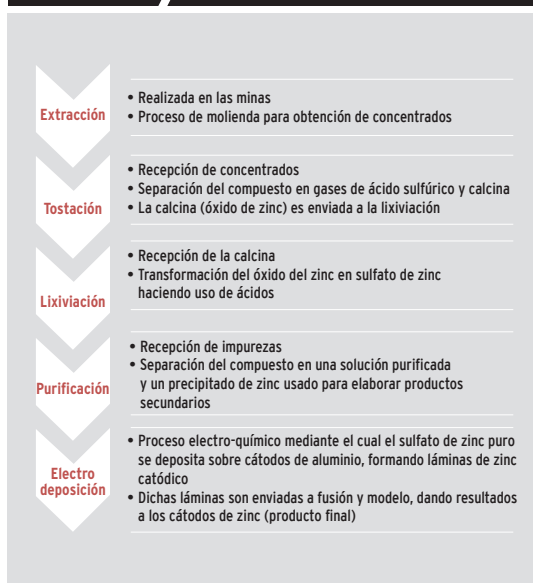 Extracción
• Realizada en las minas
• Proceso de molienda para obtención de concentrados
Tostación
• Recepción de concentrados
• Separación del compuesto en gases de ácido sulfúrico y calcina
• La calcina (óxido de zinc) es enviada a la lixiviación
Lixiviación
• Recepción de la calcina
• Transformación del óxido del zinc en sulfato de zinc
haciendo uso de ácidos
Purificación
• Recepción de impurezas
• Separación del compuesto en una solución purificada
y un precipitado de zinc usado para elaborar productos
secundarios
Electro
deposición
• Proceso electro-químico mediante el cual el sulfato de zinc puro
se deposita sobre cátodos de aluminio, formando láminas de zinc
catódico
• Dichas láminas son enviadas a fusión y modelo, dando resultados
a los cátodos de zinc (producto final)